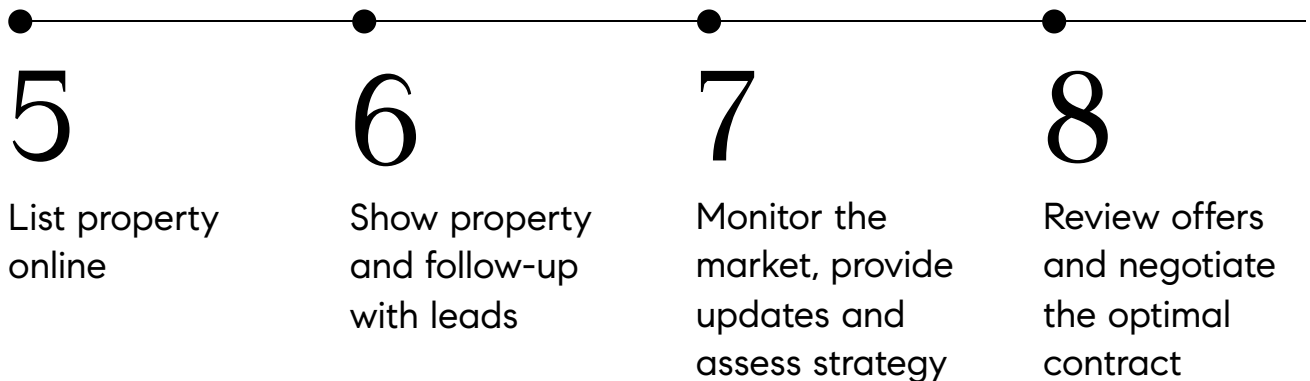 5
List property
online
6
Show property
and follow-up
with leads
7
Monitor the
market, provide
updates and
assess strategy
8
Review offers
and negotiate
the optimal
contract